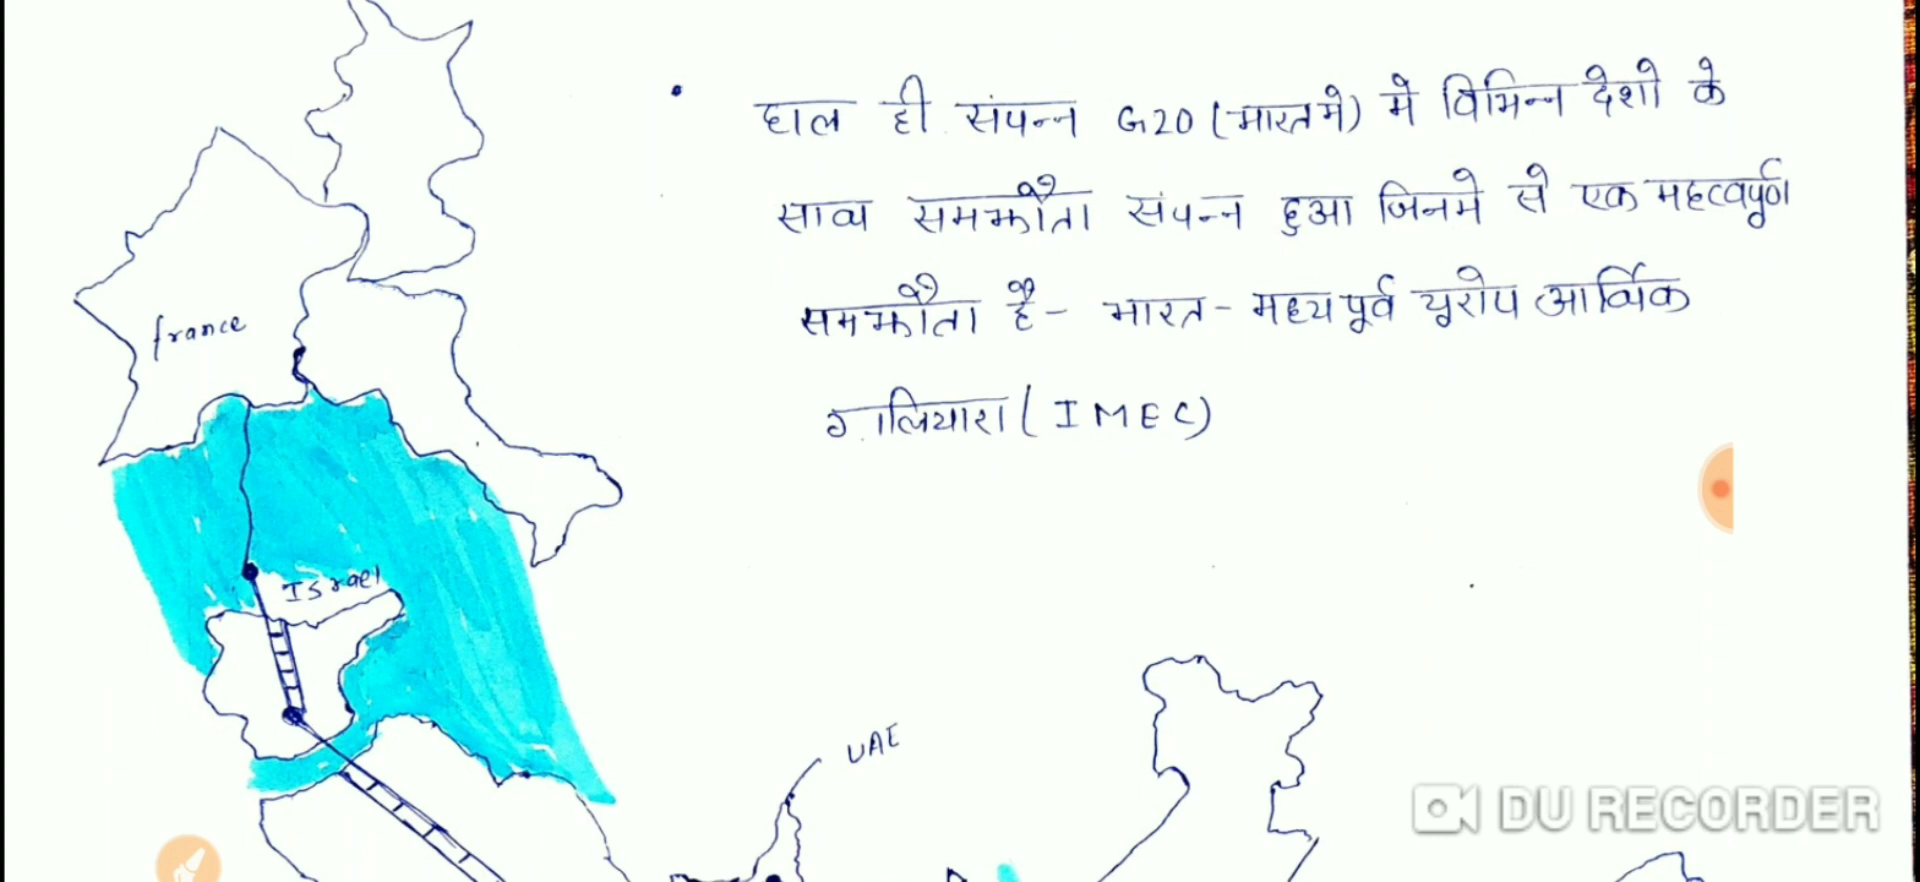 हाल ही संपन्न G20 (भारतमे) मे विभिन्न देशो के
साथ समझौता संपन्न हुआ जिनमे से एक महत्वपूर्ण
समझौता है - भारत - मध्यपूर्व यूरोप आर्थिक
गलियारा (IMEC)
france
Israel
UAE
DU RECORDER